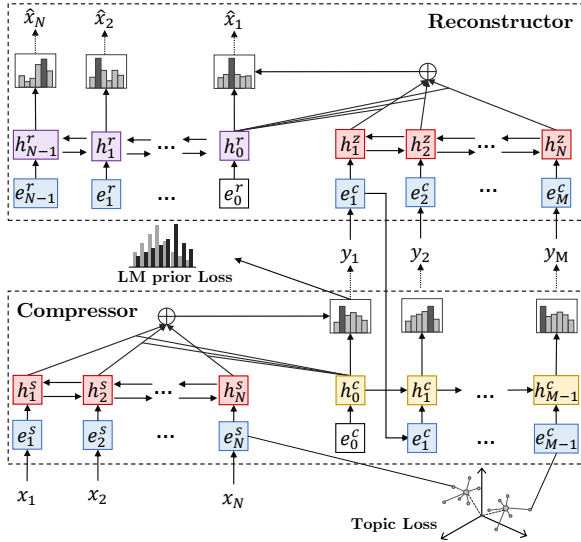 x̂_N x̂_2 x̂_1 Reconstructor
h^r_{N−1} h^r_1 ... h^r_0 h^z_1 h^z_2 ... h^z_N
e^r_{N−1} e^r_1 ... e^r_0 e^c_1 e^c_2 ... e^c_M
y_1 y_2 y_M
LM prior Loss
Compressor
h^s_1 h^s_2 ... h^s_N h^c_0 h^c_1 ... h^c_{M−1}
e^s_1 e^s_2 ... e^s_N e^c_0 e^c_1 ... e^c_{M−1}
x_1 x_2 x_N
Topic Loss